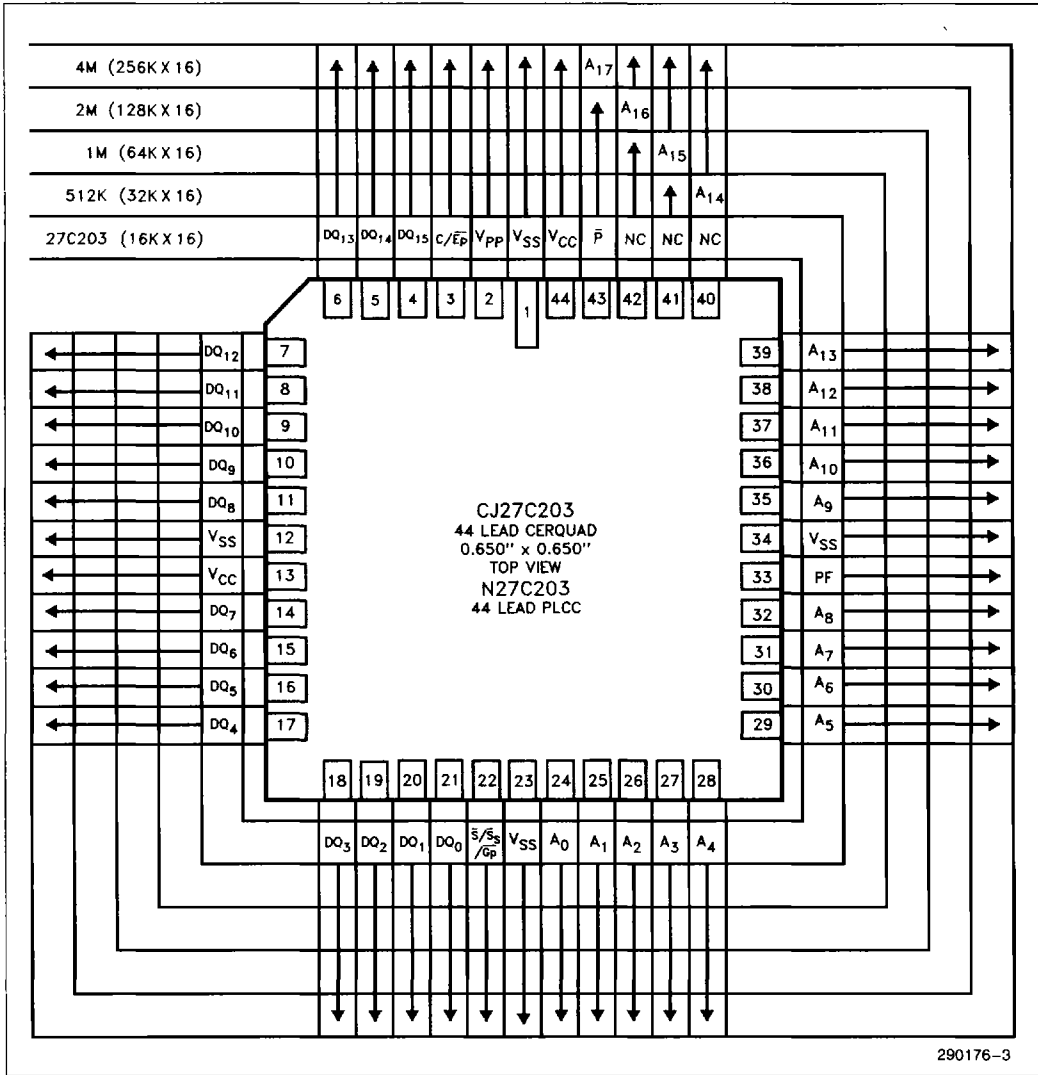 4M (256K X 16) A17
2M (128K X 16) A16
1M (64K X 16) A15
512K (32K X 16) A14
27C203 (16K X 16) DQ13 DQ14 DQ15 C/E̅P̅ VPP VSS VCC P̅ NC NC NC
6 5 4 3 2 1 44 43 42 41 40
DQ12 7 39 A13
DQ11 8 38 A12
DQ10 9 37 A11
DQ9 10 36 A10
DQ8 11 35 A9
VSS 12 34 VSS
VCC 13 33 PF
DQ7 14 32 A8
DQ6 15 31 A7
DQ5 16 30 A6
DQ4 17 29 A5
CJ27C203
44 LEAD CERQUAD
0.650" x 0.650"
TOP VIEW
N27C203
44 LEAD PLCC
18 19 20 21 22 23 24 25 26 27 28
DQ3 DQ2 DQ1 DQ0 S̅/S̅S /G̅P̅ VSS A0 A1 A2 A3 A4
290176-3